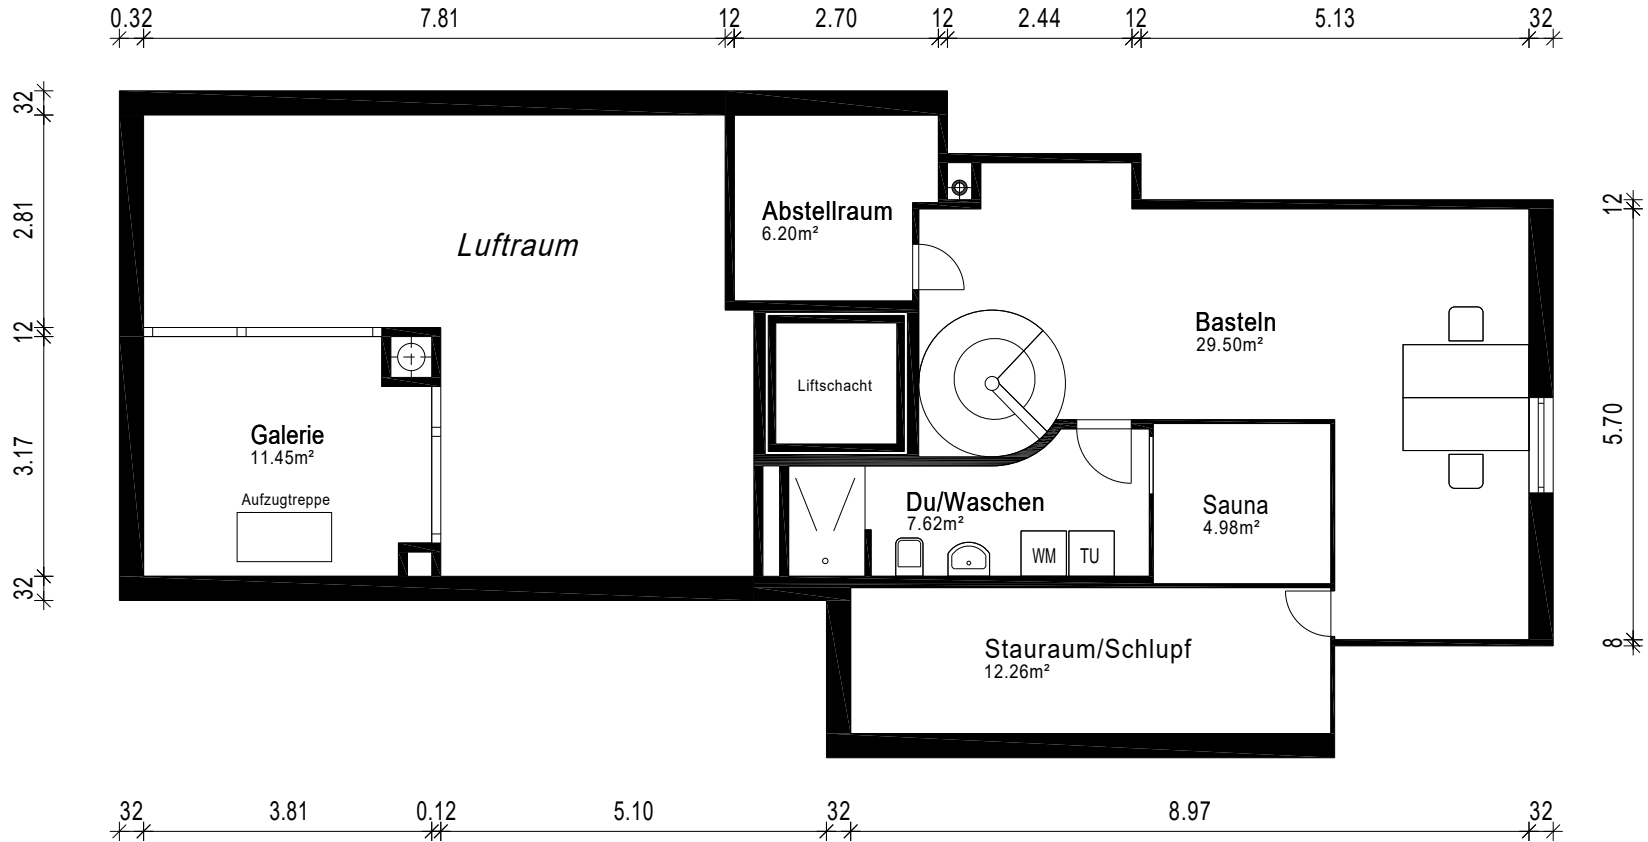 0.32 7.81 12 2.70 12 2.44 12 5.13 32
32
2.81
12
3.17
32
Luftraum
Abstellraum
6.20m²
Basteln
29.50m²
Liftschacht
Galerie
11.45m²
Aufzugtreppe
Du/Waschen
7.62m²
WM TU
Sauna
4.98m²
Stauraum/Schlupf
12.26m²
12
5.70
8
32 3.81 0.12 5.10 32 8.97 32